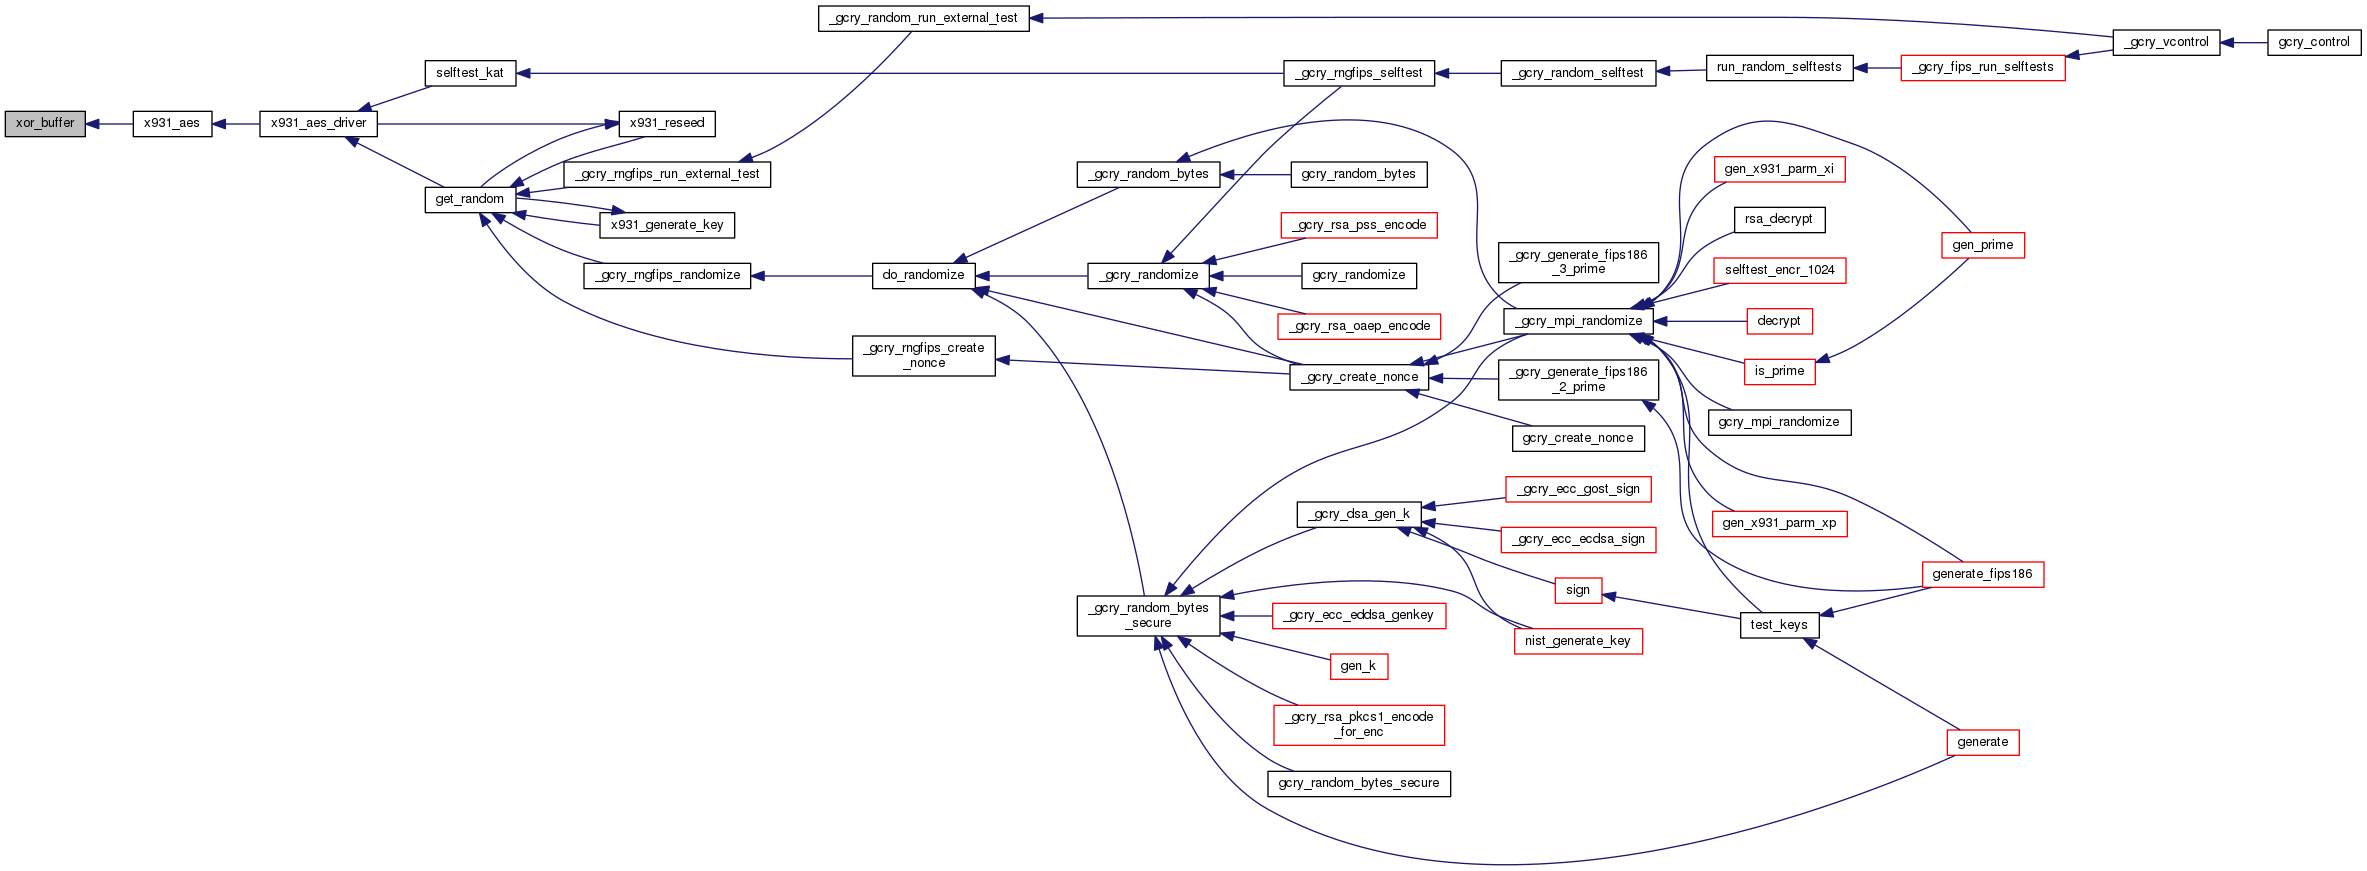 _gcry_random_run_external_test
_gcry_vcontrol
gcry_control
selftest_kat
_gcry_rngfips_selftest
_gcry_random_selftest
run_random_selftests
_gcry_fips_run_selftests
xor_buffer
x931_aes
x931_aes_driver
x931_reseed
_gcry_rngfips_run_external_test
_gcry_random_bytes
gcry_random_bytes
gen_x931_parm_xi
get_random
x931_generate_key
_gcry_rsa_pss_encode
rsa_decrypt
gen_prime
_gcry_generate_fips186
_3_prime
_gcry_rngfips_randomize
do_randomize
_gcry_randomize
gcry_randomize
selftest_encr_1024
_gcry_rsa_oaep_encode
_gcry_mpi_randomize
decrypt
_gcry_rngfips_create
_nonce
_gcry_create_nonce
_gcry_generate_fips186
_2_prime
is_prime
gcry_mpi_randomize
gcry_create_nonce
_gcry_ecc_gost_sign
_gcry_dsa_gen_k
gen_x931_parm_xp
_gcry_ecc_ecdsa_sign
sign
generate_fips186
_gcry_random_bytes
_secure
_gcry_ecc_eddsa_genkey
nist_generate_key
test_keys
gen_k
_gcry_rsa_pkcs1_encode
_for_enc
generate
gcry_random_bytes_secure